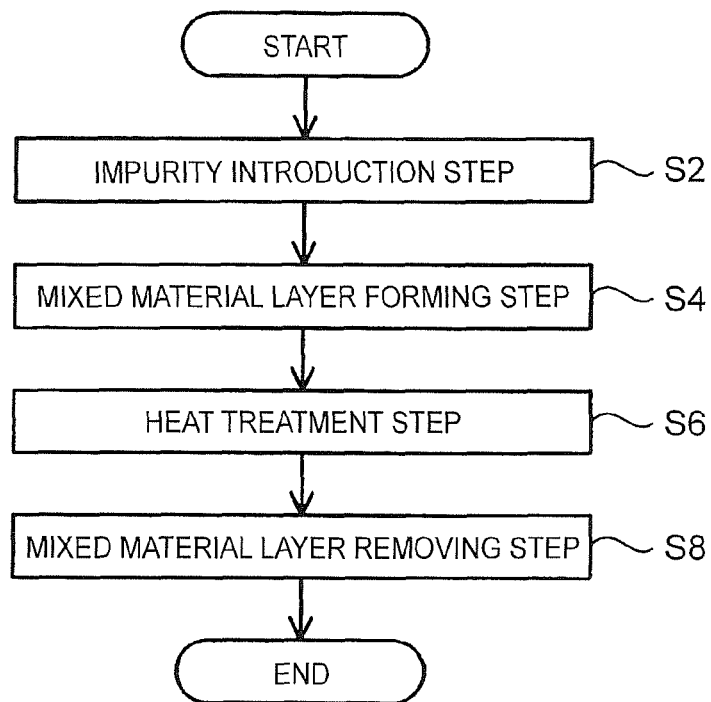 START
IMPURITY INTRODUCTION STEP S2
MIXED MATERIAL LAYER FORMING STEP S4
HEAT TREATMENT STEP S6
MIXED MATERIAL LAYER REMOVING STEP S8
END